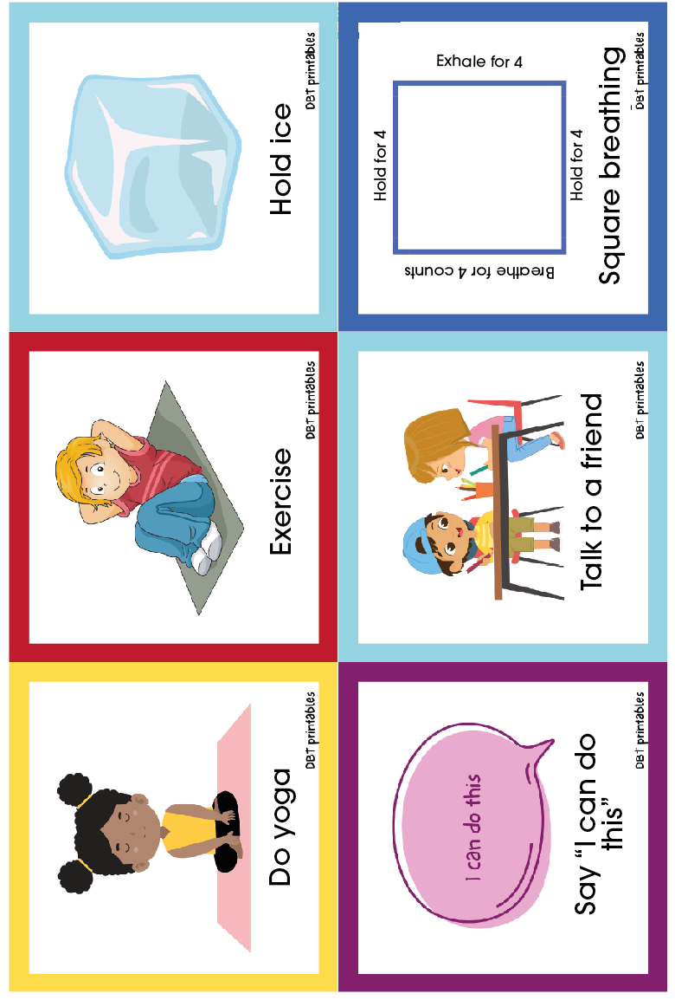 Do yoga
DBT printables
Exercise
DBT printables
Hold ice
DBT printables
I can do this
Say “I can do
this”
DBT printables
Talk to a friend
DBT printables
Breathe for 4 counts
Hold for 4
Exhale for 4
Hold for 4
Square breathing
DBT printables